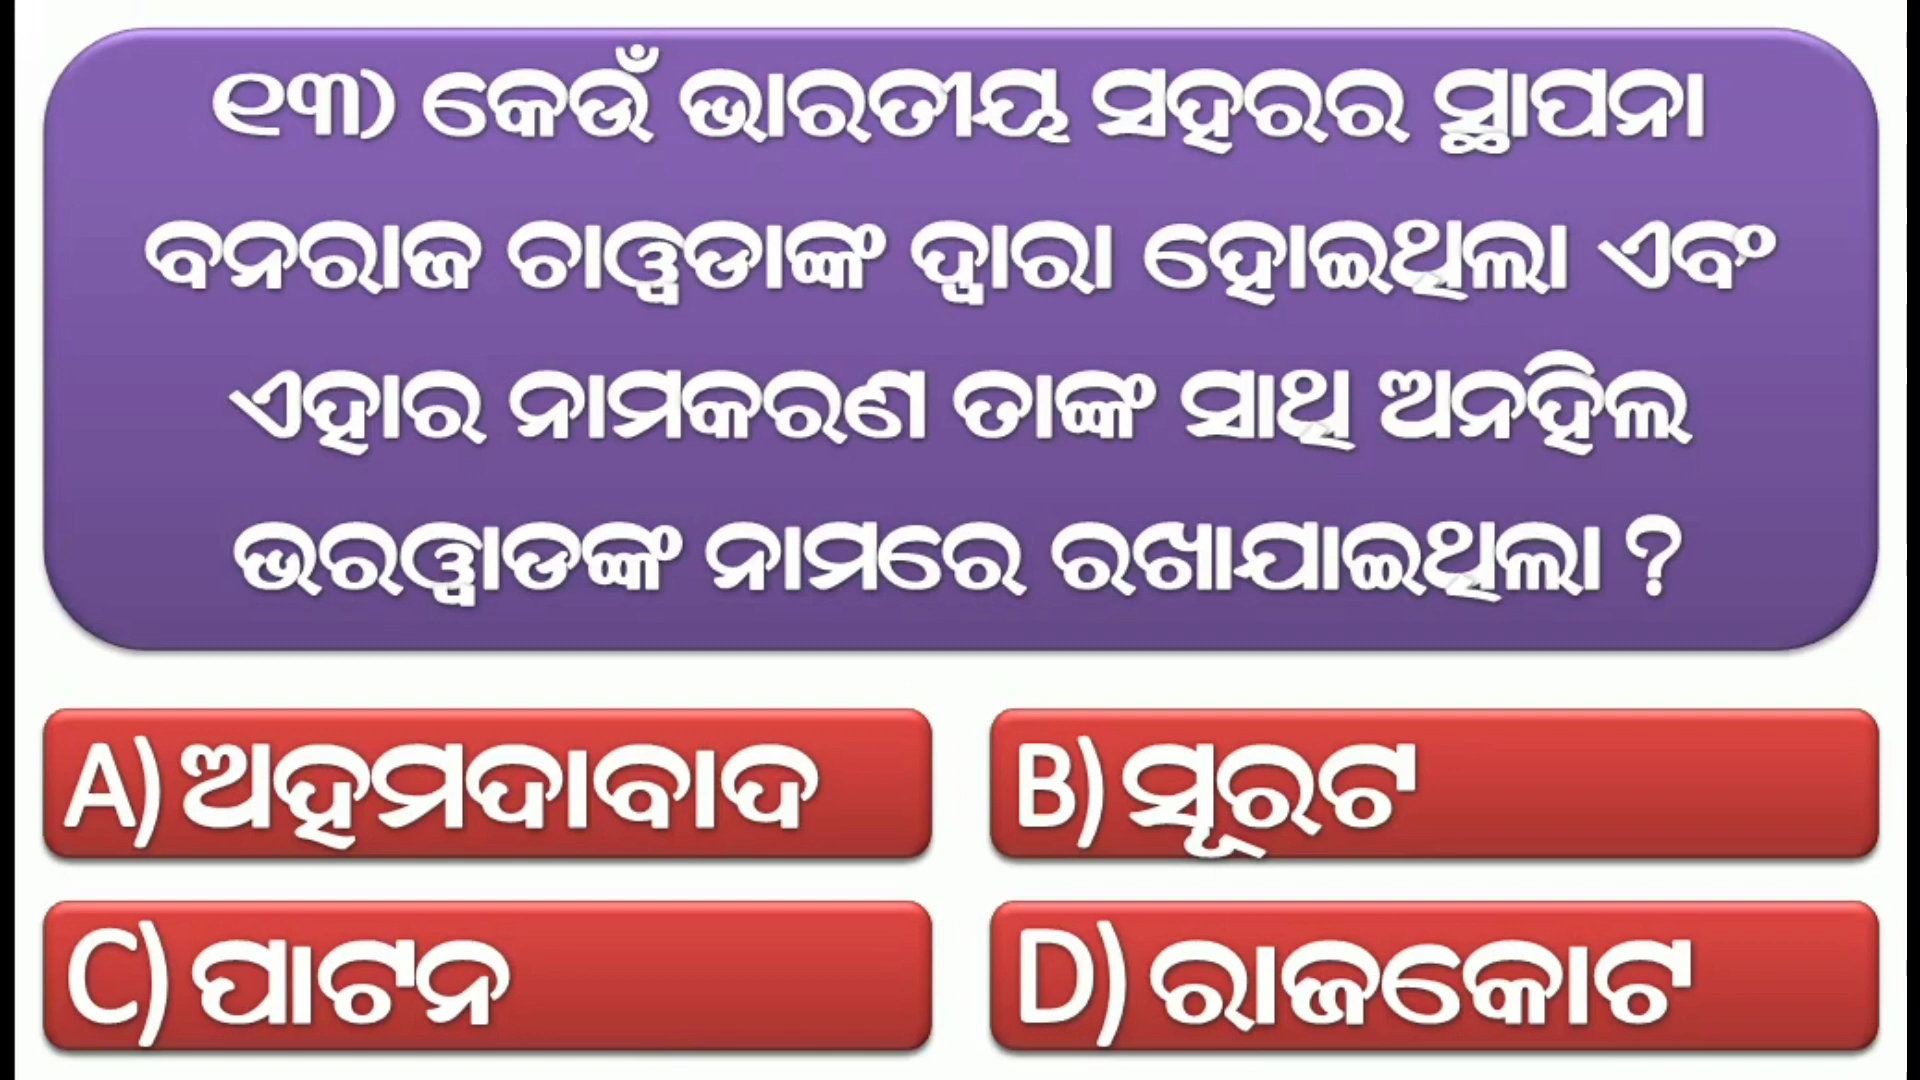 ୧୩) କେଉଁ ଭାରତୀୟ ସହରର ସ୍ଥାପନା
ବନରାଜ ଚାୱଡାଙ୍କ ଦ୍ୱାରା ହୋଇଥିଲା ଏବଂ
ଏହାର ନାମକରଣ ତାଙ୍କ ସାଥି ଅନହିଲ
ଭରୱାଡଙ୍କ ନାମରେ ରଖାଯାଇଥିଲା ?
A) ଅହମଦାବାଦ
B) ସୂରଟ
C) ପାଟନ
D) ରାଜକୋଟ